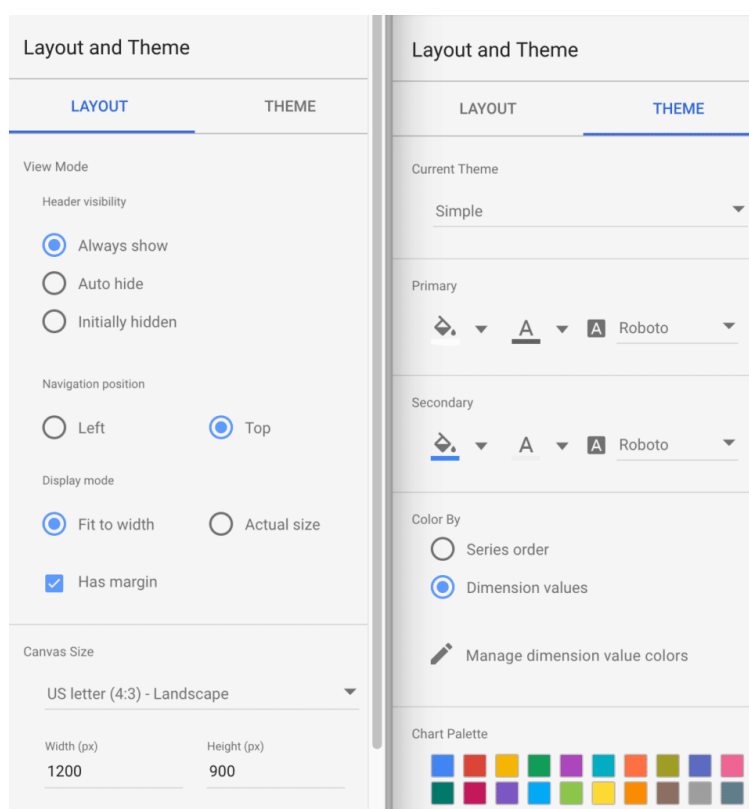 Layout and Theme
LAYOUT THEME
View Mode
Header visibility
Always show
Auto hide
Initially hidden
Navigation position
Left Top
Display mode
Fit to width Actual size
Has margin
Canvas Size
US letter (4:3) - Landscape
Width (px) Height (px)
1200 900
Layout and Theme
LAYOUT THEME
Current Theme
Simple
Primary
A A Roboto
Secondary
A A Roboto
Color By
Series order
Dimension values
Manage dimension value colors
Chart Palette